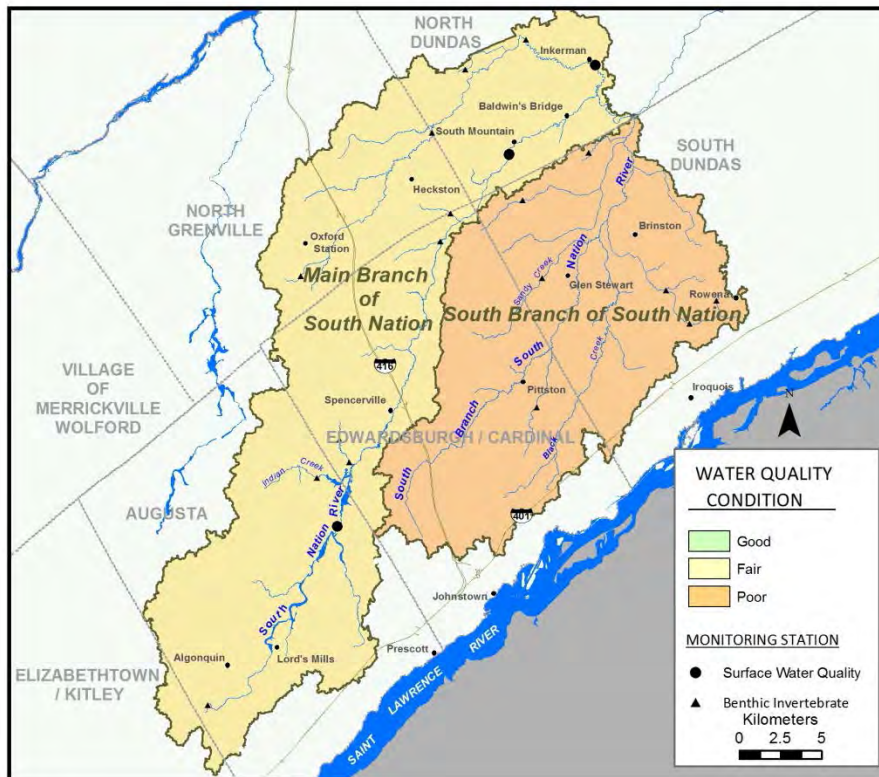 NORTH
DUNDAS
Inkerman
Baldwin's Bridge
South Mountain
SOUTH
DUNDAS
Heckston
River
NORTH
GRENVILLE
Oxford
Station
Brinston
Main Branch
of
South Nation
Sandy Creek
Nation
Glen Stewart
Rowena
South Branch of South Nation
South
Creek
416
VILLAGE
OF
MERRICKVILLE
WOLFORD
Spencerville
Pittston
Iroquois
N
Branch
EDWARDSBURGH / CARDINAL
Black
South
Indian Creek
AUGUSTA
River
401
Nation
Johnstown
South
Prescott
Algonquin
Lord's Mills
ELIZABETHTOWN
/ KITLEY
SAINT LAWRENCE RIVER
WATER QUALITY
CONDITION
Good
Fair
Poor
MONITORING STATION
Surface Water Quality
Benthic Invertebrate
Kilometers
0 2.5 5